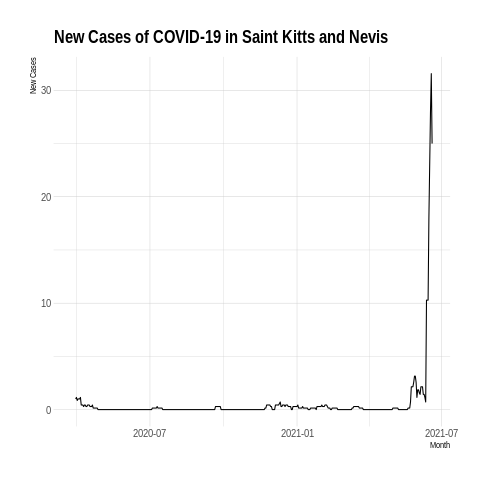 New Cases of COVID-19 in Saint Kitts and Nevis
New Cases
30
20
10
0
2020-07
2021-01
2021-07
Month